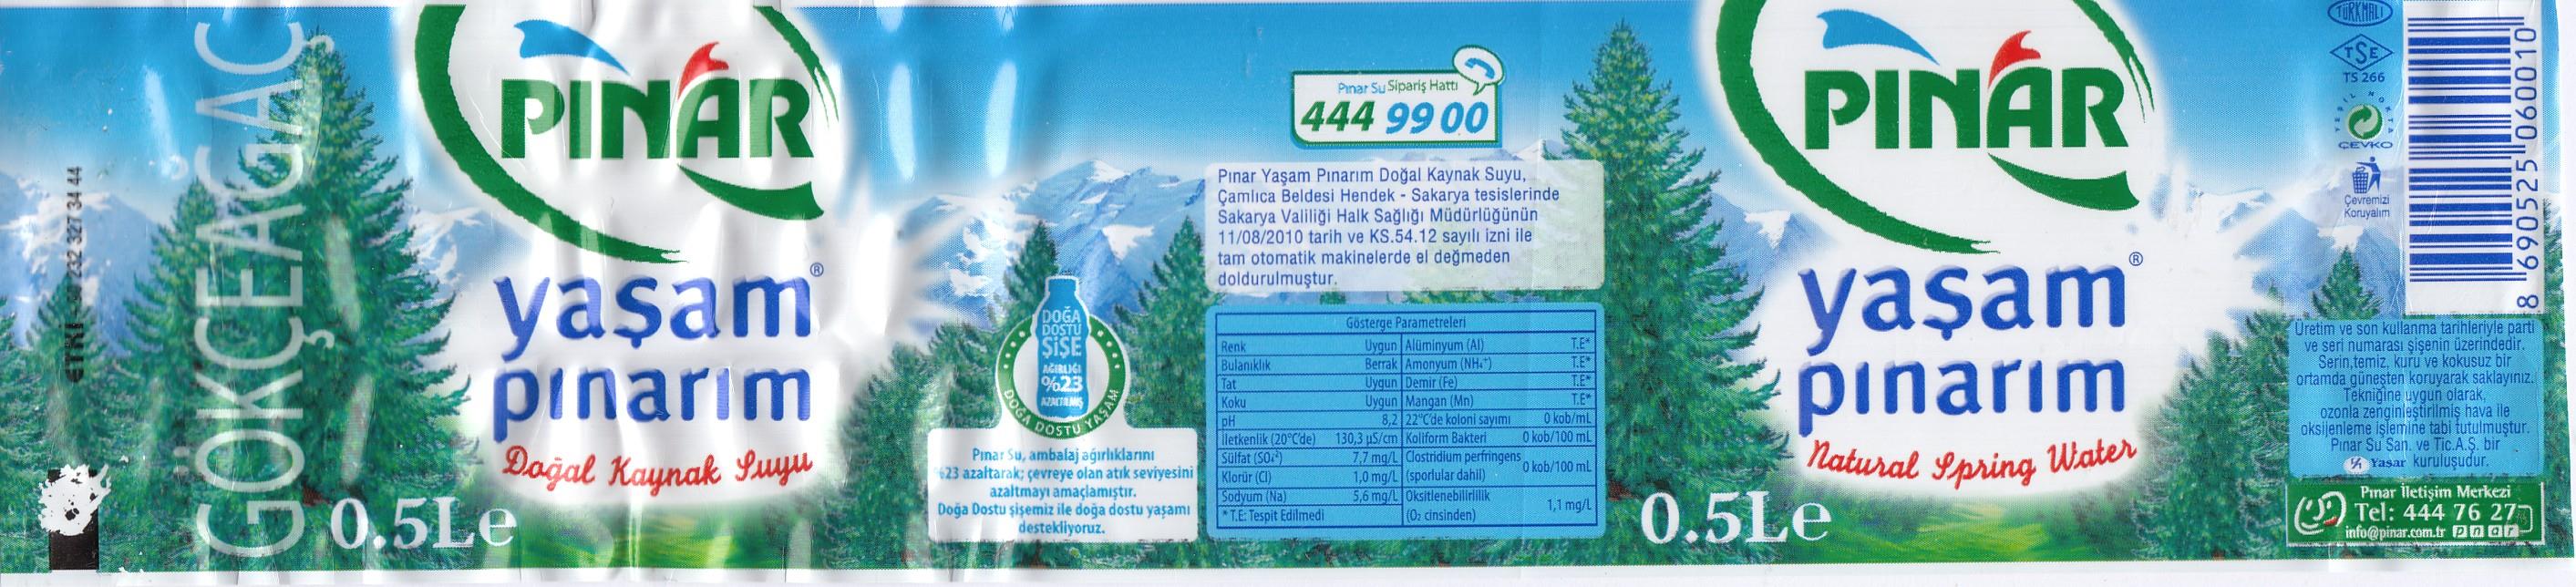 GÖKÇEAĞAÇ
PINAR
yaşam®
pınarım
Doğal Kaynak Suyu
0.5Le
DOĞA
DOSTU
ŞİŞE
AĞIRLIĞI
%23
AZALTILMIŞ
DOĞA DOSTU YAŞAM
Pınar Su, ambalaj ağırlıklarını
%23 azaltarak; çevreye olan atık seviyesini
azaltmayı amaçlamıştır.
Doğa Dostu şişemiz ile doğa dostu yaşamı
destekliyoruz.
Pınar Su Sipariş Hattı
444 99 00
Pınar Yaşam Pınarım Doğal Kaynak Suyu,
Çamlıca Beldesi Hendek - Sakarya tesislerinde
Sakarya Valiliği Halk Sağlığı Müdürlüğünün
11/08/2010 tarih ve KS.54.12 sayılı izni ile
tam otomatik makinelerde el değmeden
doldurulmuştur.
Gösterge Parametreleri
Renk Uygun Alüminyum (Al) T.E*
Bulanıklık Berrak Amonyum (NH₄⁺) T.E*
Tat Uygun Demir (Fe) T.E*
Koku Uygun Mangan (Mn) T.E*
pH 8,2 22°C'de koloni sayımı 0 kob/mL
İletkenlik (20°C'de) 130,3 µS/cm Koliform Bakteri 0 kob/100 mL
Sülfat (SO₄²) 7,7 mg/L Clostridium perfringens
Klorür (Cl) 1,0 mg/L (sporlular dahil) 0 kob/100 mL
Sodyum (Na) 5,6 mg/L Oksitlenebilirlilik
* T.E: Tespit Edilmedi (O₂ cinsinden) 1,1 mg/L
PINAR
yaşam®
pınarım
Natural Spring Water
0.5Le
TÜRKMALI
TSE
TS 266
YEŞİL NOKTA
ÇEVKO
Çevremizi
Koruyalım
8 690525 060010
Üretim ve son kullanma tarihleriyle parti
ve seri numarası şişenin üzerindedir.
Serin,temiz, kuru ve kokusuz bir
ortamda güneşten koruyarak saklayınız.
Tekniğine uygun olarak,
ozonla zenginleştirilmiş hava ile
oksijenleme işlemine tabi tutulmuştur.
Pınar Su San. ve Tic.A.Ş. bir
Yaşar kuruluşudur.
Pınar İletişim Merkezi
Tel: 444 76 27
info@pinar.com.tr pınar